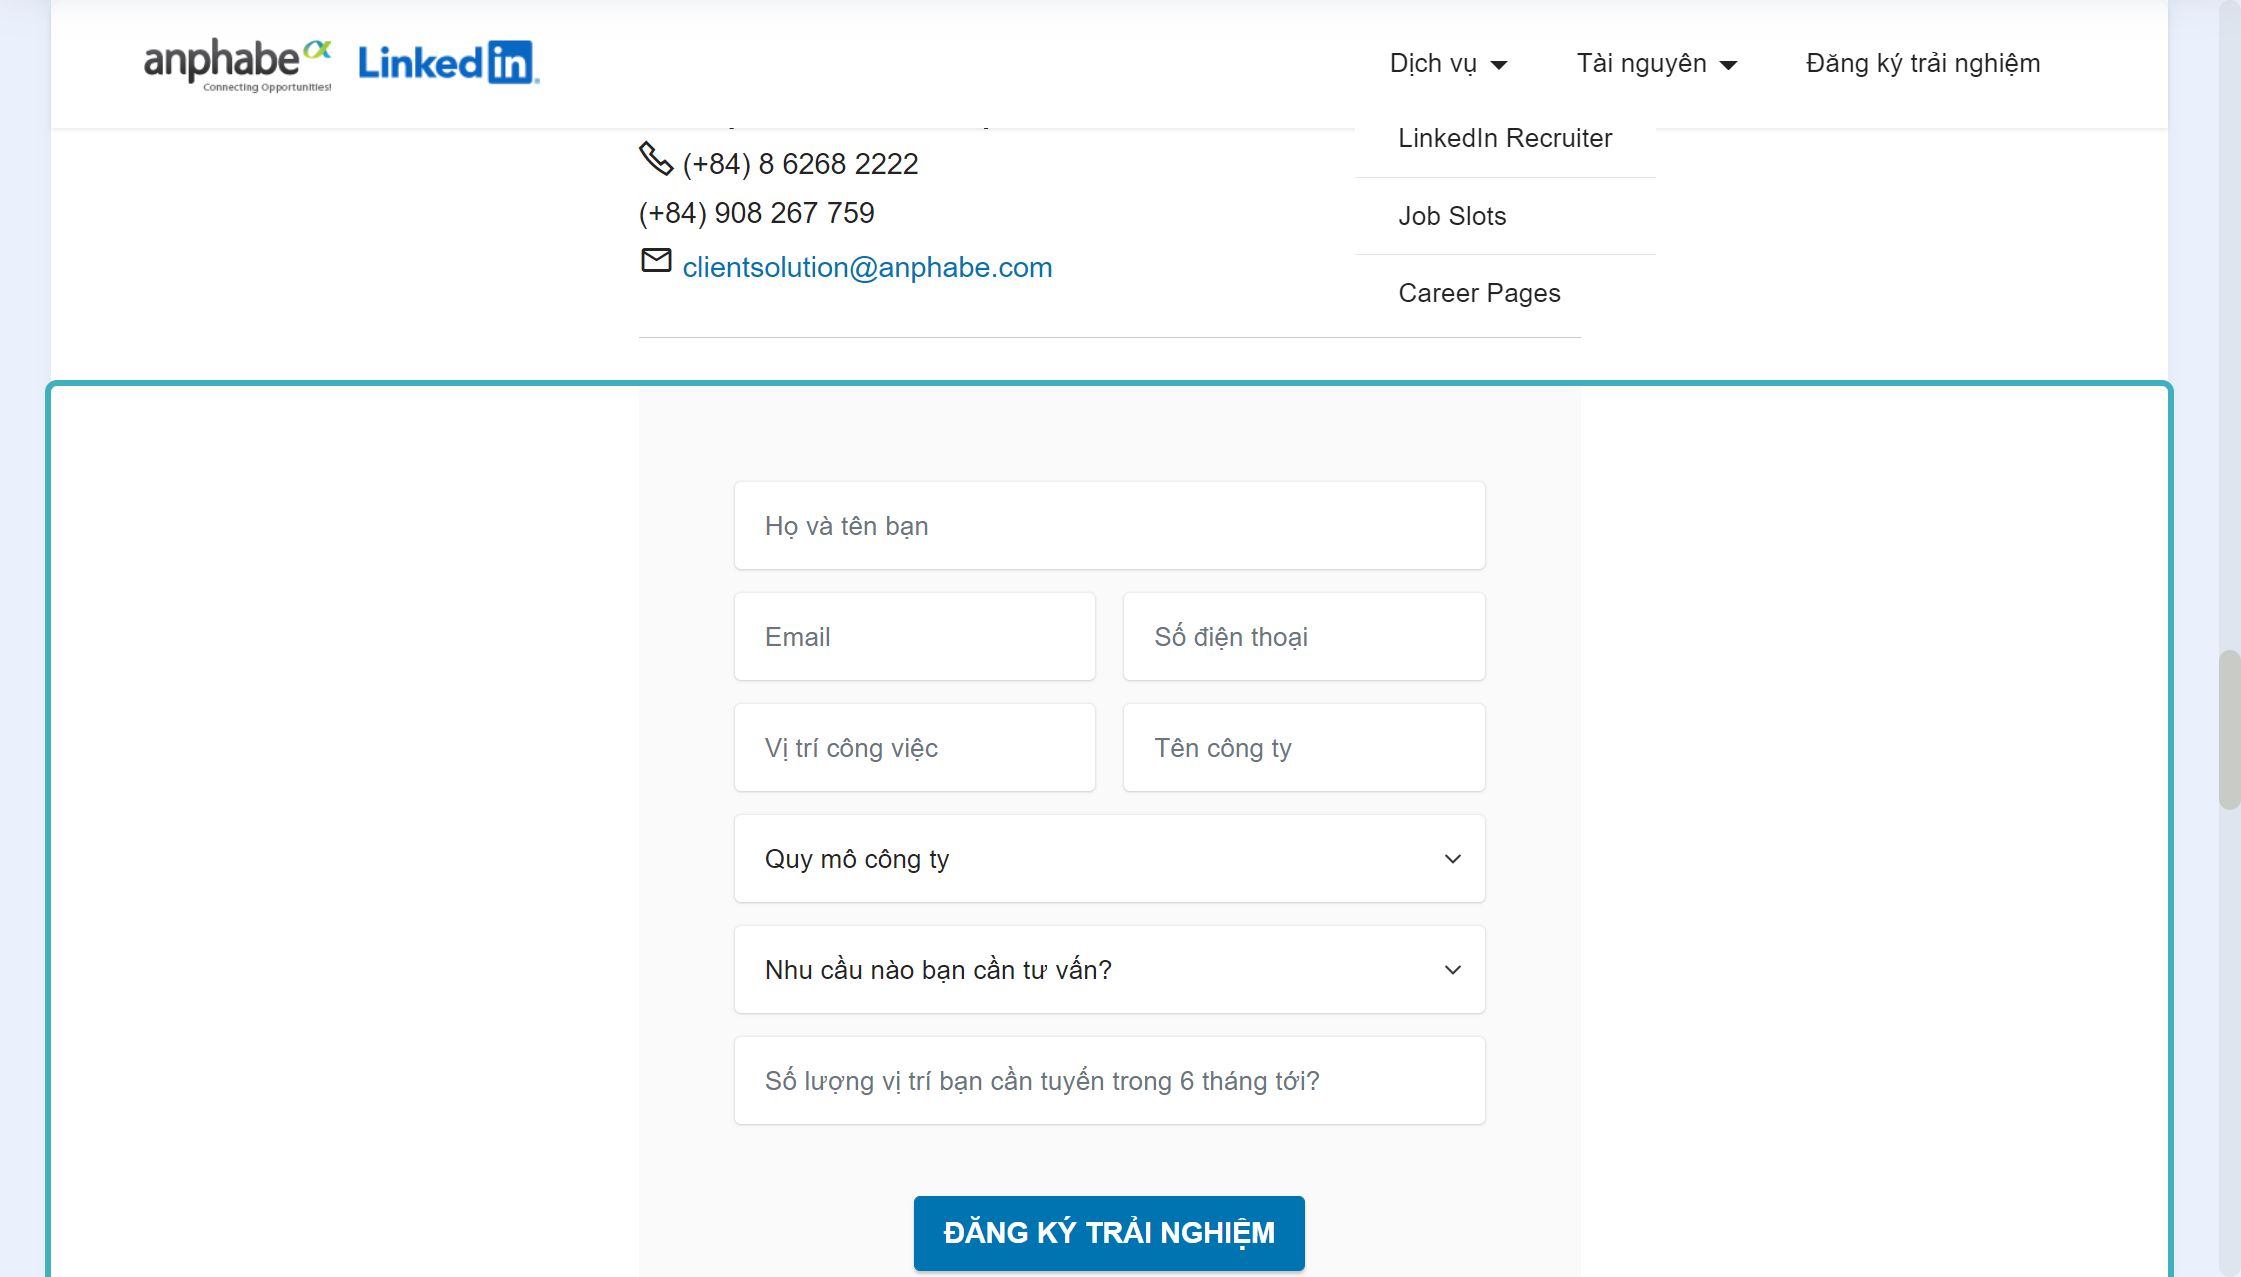 anphabe
Connecting Opportunities!
LinkedIn
Dịch vụ
Tài nguyên
Đăng ký trải nghiệm
LinkedIn Recruiter
Job Slots
Career Pages
(+84) 8 6268 2222
(+84) 908 267 759
clientsolution@anphabe.com
Họ và tên bạn
Email
Số điện thoại
Vị trí công việc
Tên công ty
Quy mô công ty
Nhu cầu nào bạn cần tư vấn?
Số lượng vị trí bạn cần tuyển trong 6 tháng tới?
ĐĂNG KÝ TRẢI NGHIỆM